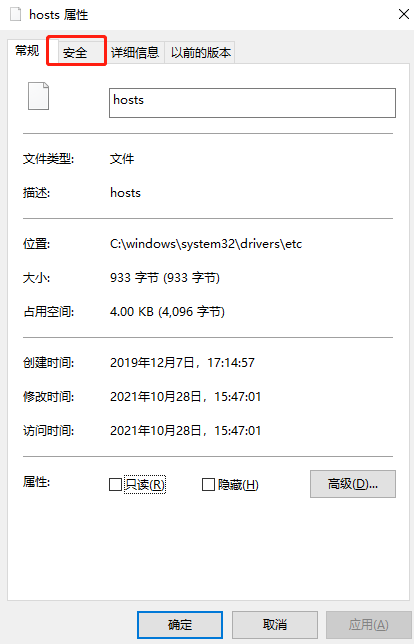 hosts 属性
常规 安全 详细信息 以前的版本
hosts
文件类型: 文件
描述: hosts
位置: C:\windows\system32\drivers\etc
大小: 933 字节 (933 字节)
占用空间: 4.00 KB (4,096 字节)
创建时间: 2019年12月7日，17:14:57
修改时间: 2021年10月28日，15:47:01
访问时间: 2021年10月28日，15:47:01
属性: 只读(R) 隐藏(H) 高级(D)...
确定 取消 应用(A)